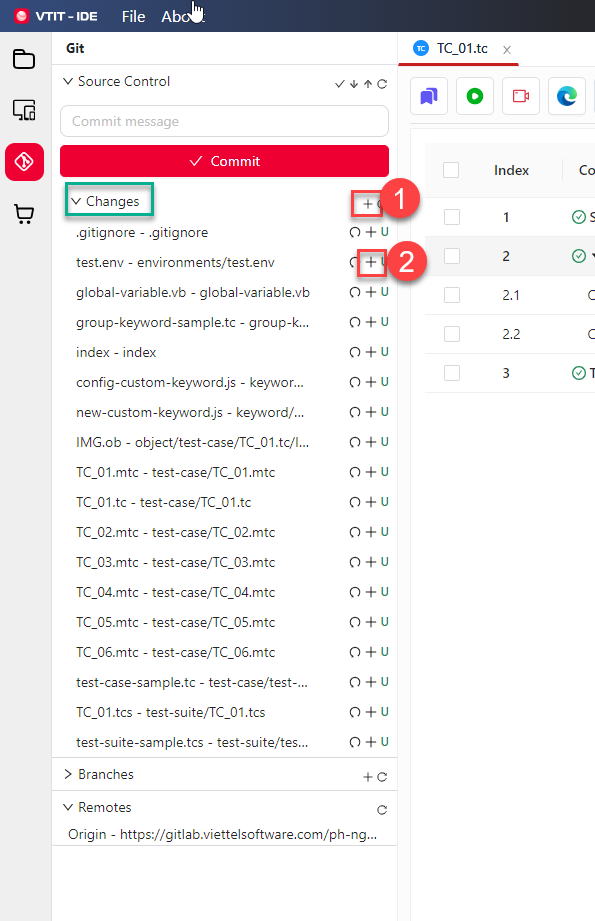 VTIT - IDE File About
Git
TC TC_01.tc
Source Control
Commit message
Commit
Index
Changes
1
1
.gitignore - .gitignore U
test.env - environments/test.env U
2
2
global-variable.vb - global-variable.vb U
2.1
group-keyword-sample.tc - group-k... U
2.2
index - index U
config-custom-keyword.js - keywor... U
3
new-custom-keyword.js - keyword/... U
IMG.ob - object/test-case/TC_01.tc/I... U
TC_01.mtc - test-case/TC_01.mtc U
TC_01.tc - test-case/TC_01.tc U
TC_02.mtc - test-case/TC_02.mtc U
TC_03.mtc - test-case/TC_03.mtc U
TC_04.mtc - test-case/TC_04.mtc U
TC_05.mtc - test-case/TC_05.mtc U
TC_06.mtc - test-case/TC_06.mtc U
test-case-sample.tc - test-case/test-... U
TC_01.tcs - test-suite/TC_01.tcs U
test-suite-sample.tcs - test-suite/tes... U
Branches
Remotes
Origin - https://gitlab.viettelsoftware.com/ph-ng...